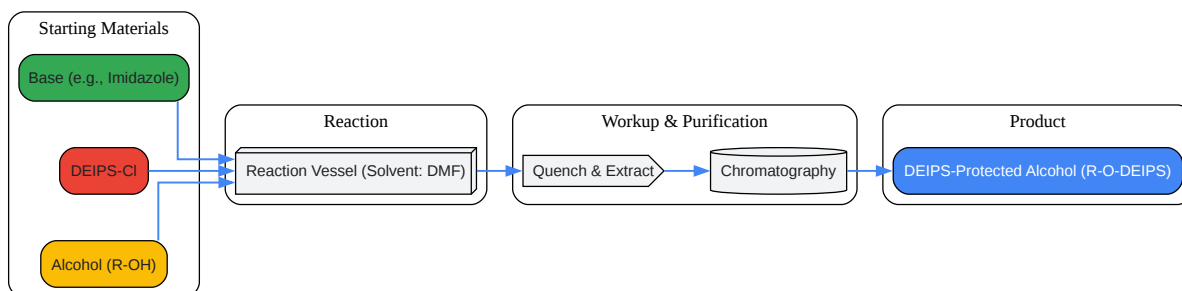 Starting Materials
Base (e.g., Imidazole)
DEIPS-Cl
Alcohol (R-OH)
Reaction
Reaction Vessel (Solvent: DMF)
Workup & Purification
Quench & Extract
Chromatography
Product
DEIPS-Protected Alcohol (R-O-DEIPS)